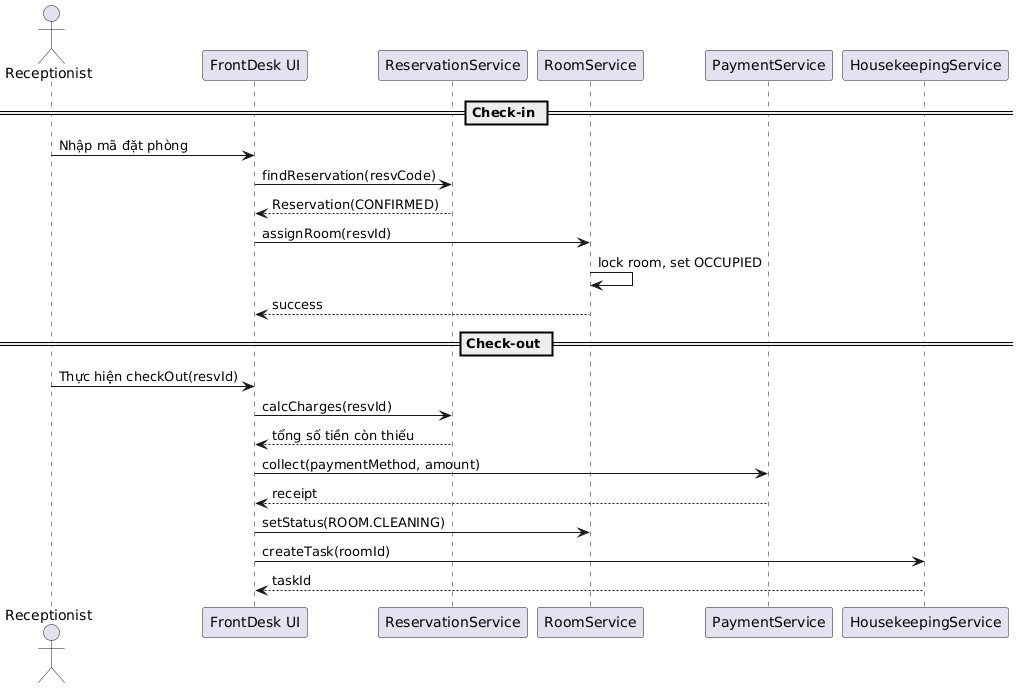 Receptionist
FrontDesk UI
ReservationService
RoomService
PaymentService
HousekeepingService
Check-in
Nhập mã đặt phòng
findReservation(resvCode)
Reservation(CONFIRMED)
assignRoom(resvId)
lock room, set OCCUPIED
success
Check-out
Thực hiện checkOut(resvId)
calcCharges(resvId)
tổng số tiền còn thiếu
collect(paymentMethod, amount)
receipt
setStatus(ROOM.CLEANING)
createTask(roomId)
taskId
Receptionist
FrontDesk UI
ReservationService
RoomService
PaymentService
HousekeepingService